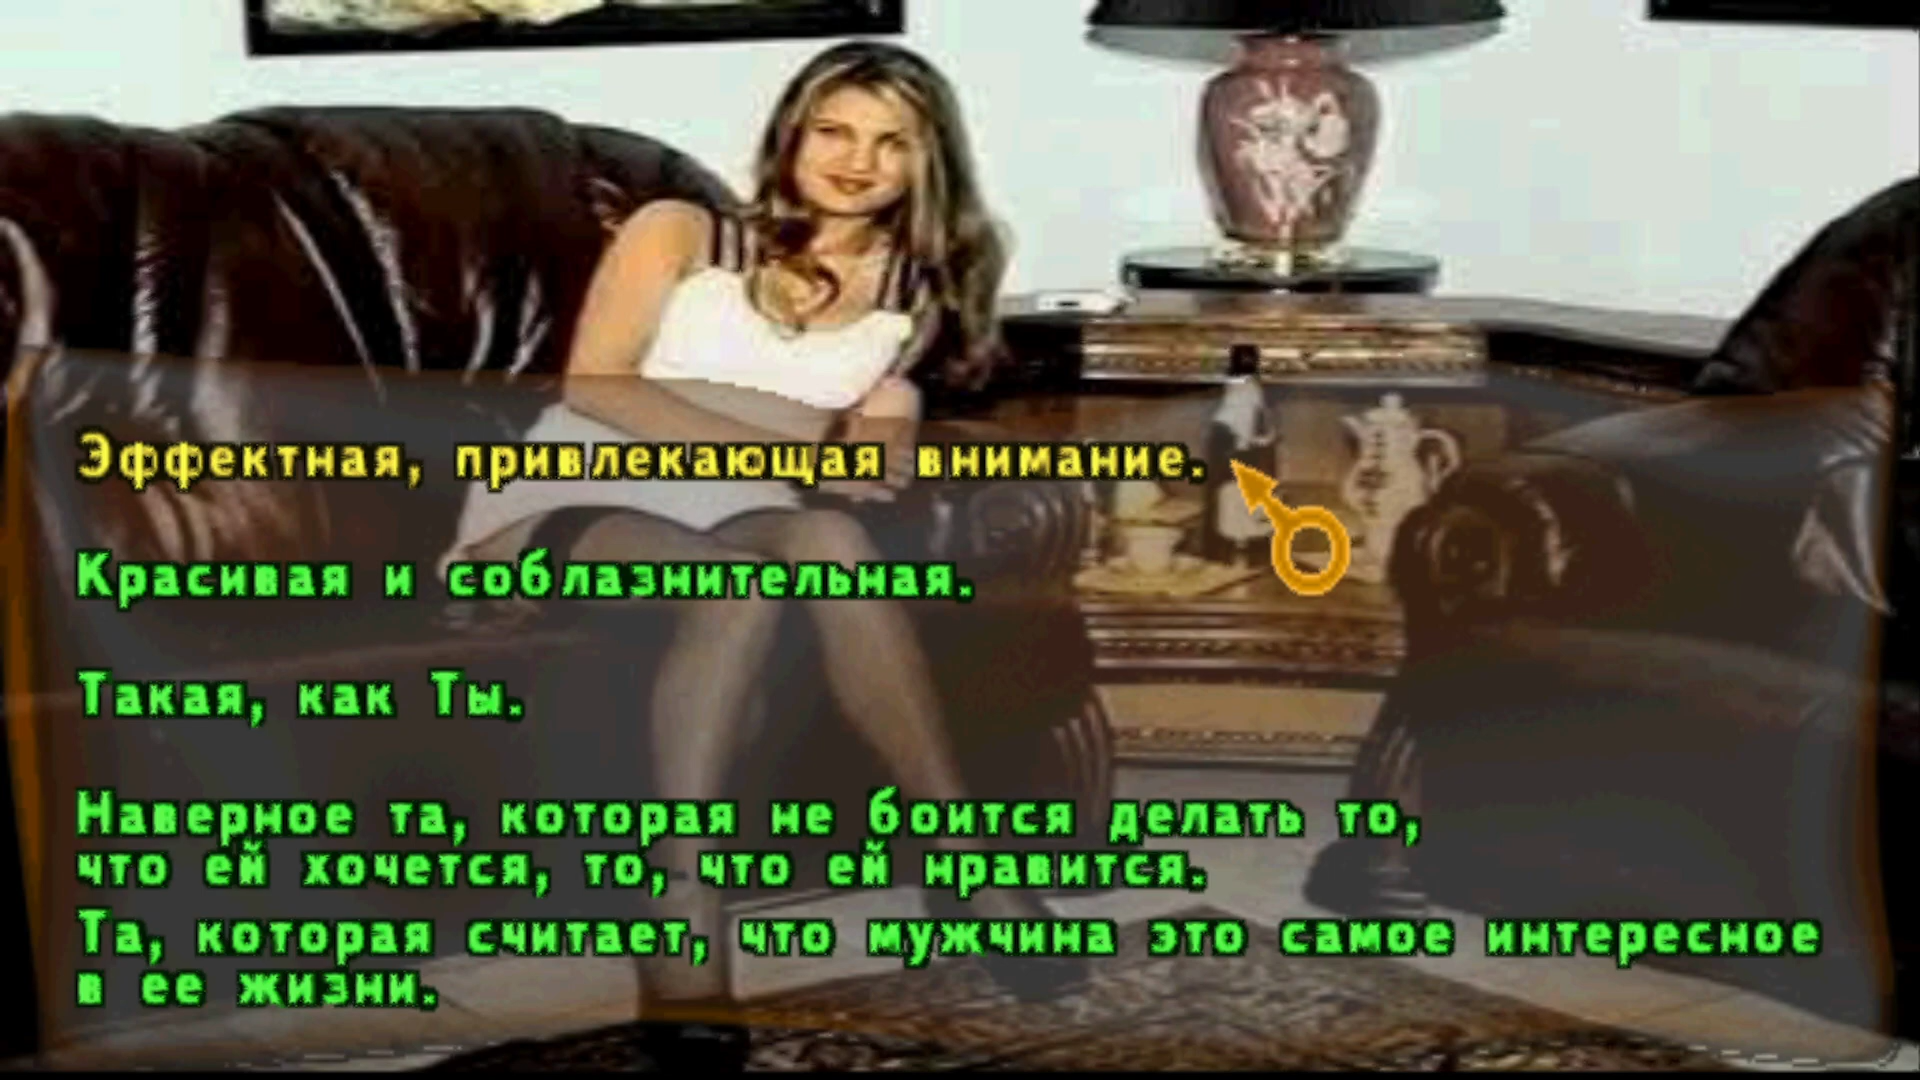 Эффектная, привлекающая внимание.
Красивая и соблазнительная.
Такая, как Ты.
Наверное та, которая не боится делать то,
что ей хочется, то, что ей нравится.
Та, которая считает, что мужчина это самое интересное
в ее жизни.